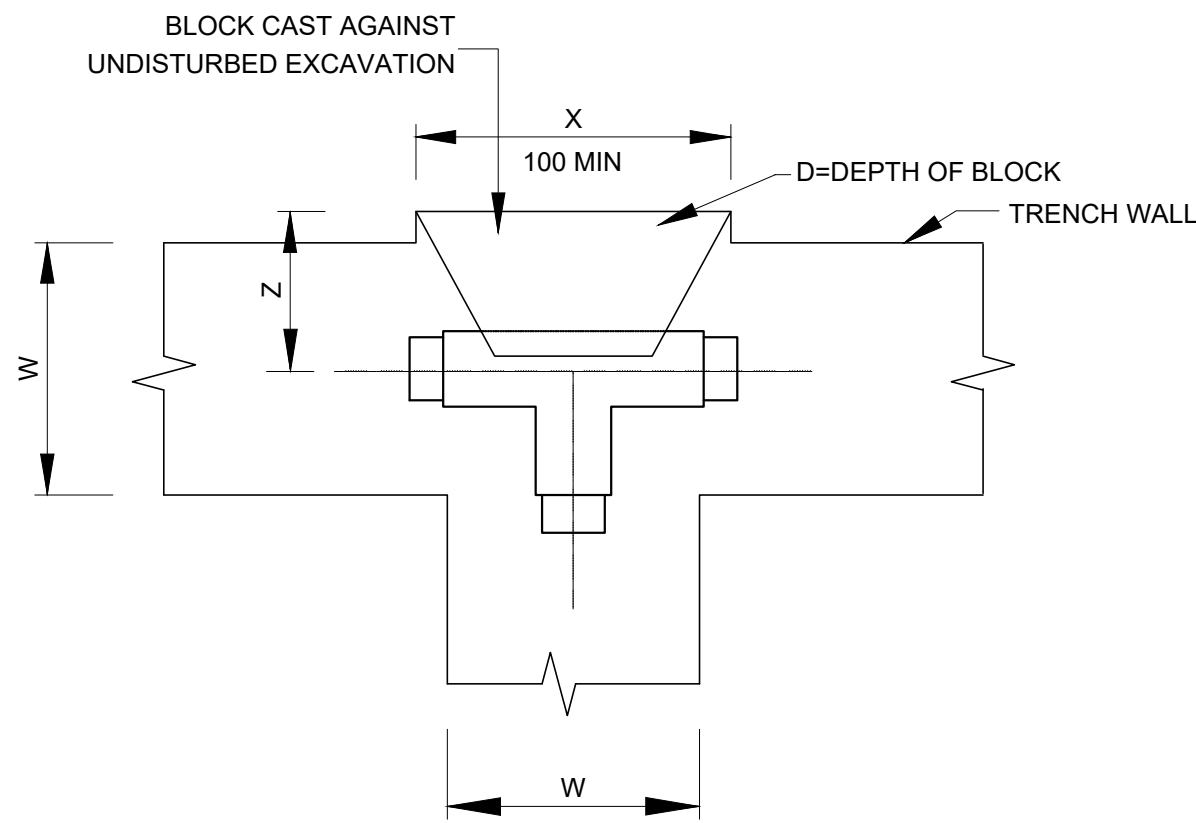 BLOCK CAST AGAINST
UNDISTURBED EXCAVATION
X
100 MIN
D=DEPTH OF BLOCK
TRENCH WALL
Z
W
W